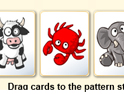 Drag cards to the pattern st